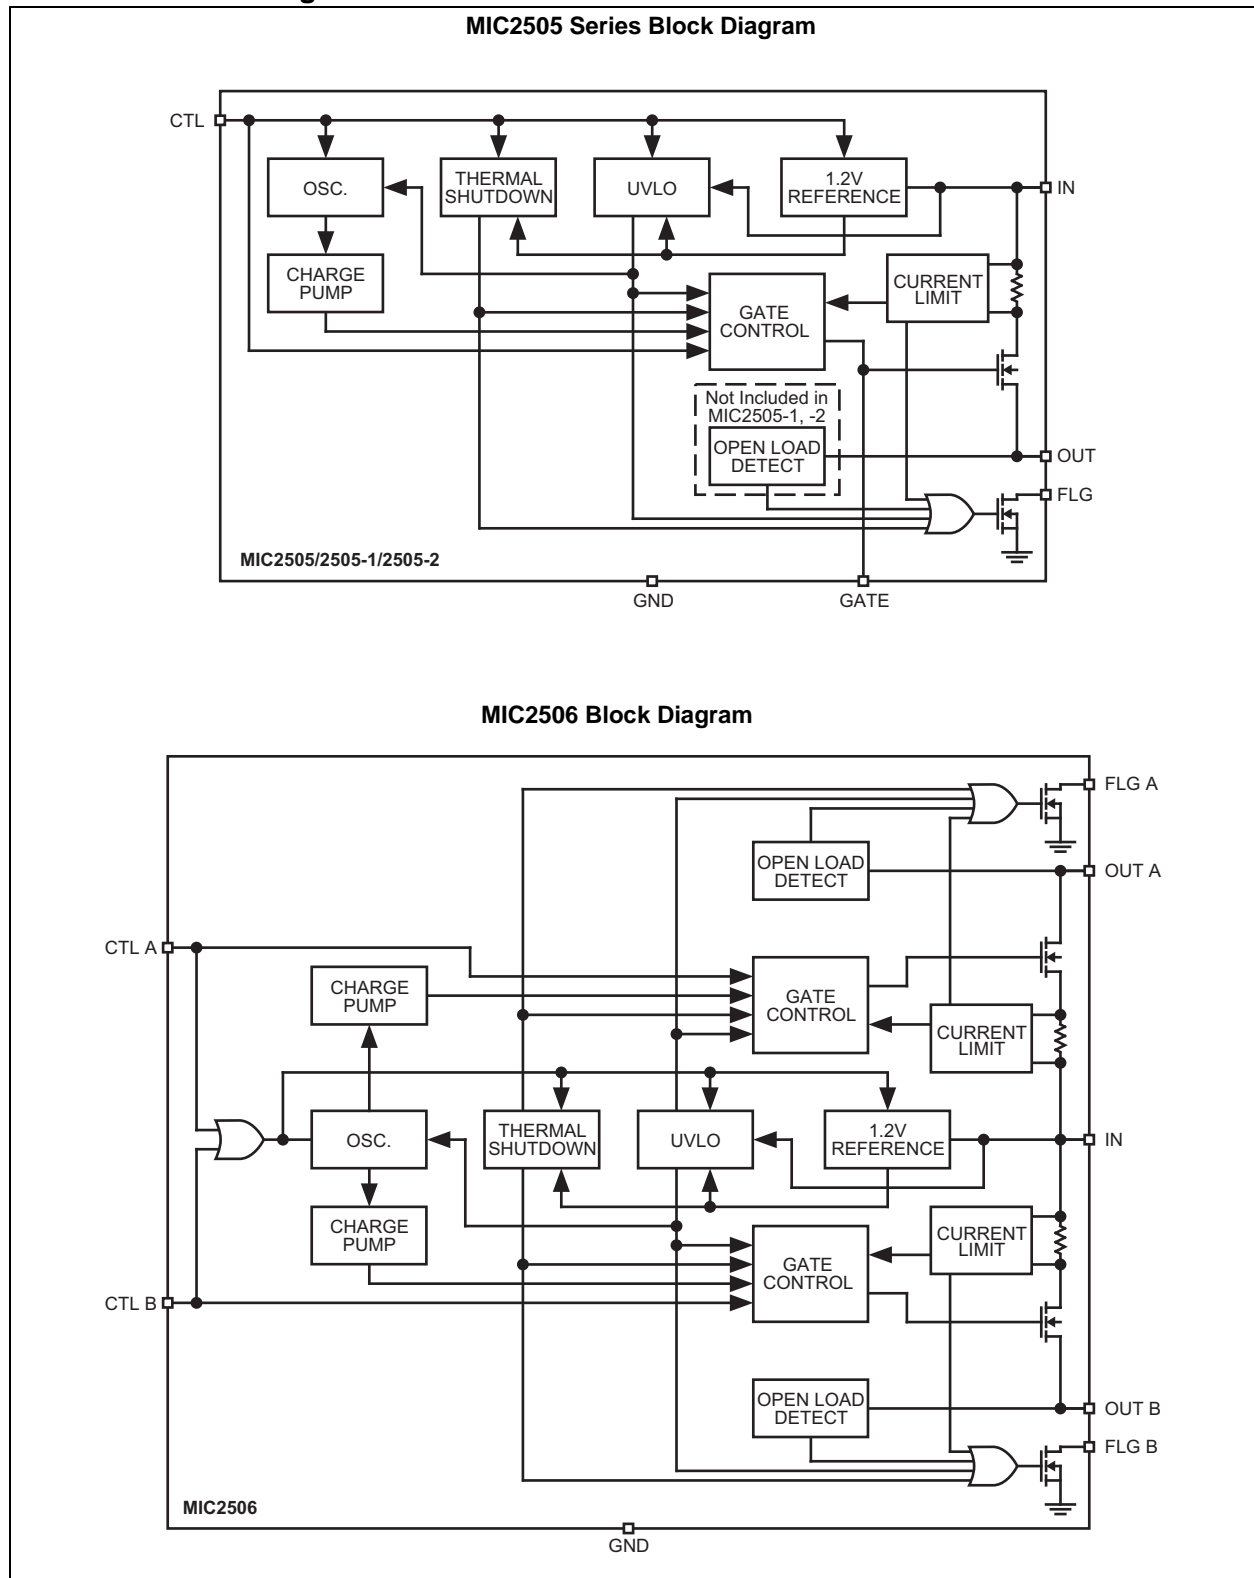 MIC2505 Series Block Diagram
CTL
OSC.
THERMAL
SHUTDOWN
UVLO
1.2V
REFERENCE
IN
CHARGE
PUMP
GATE
CONTROL
CURRENT
LIMIT
Not Included in
MIC2505-1, -2
OPEN LOAD
DETECT
OUT
FLG
MIC2505/2505-1/2505-2
GND
GATE
MIC2506 Block Diagram
FLG A
OPEN LOAD
DETECT
OUT A
CTL A
CHARGE
PUMP
GATE
CONTROL
CURRENT
LIMIT
OSC.
THERMAL
SHUTDOWN
UVLO
1.2V
REFERENCE
IN
CHARGE
PUMP
GATE
CONTROL
CURRENT
LIMIT
CTL B
OPEN LOAD
DETECT
OUT B
FLG B
MIC2506
GND